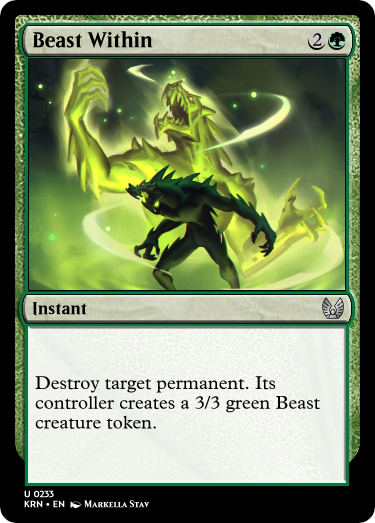 Beast Within 2
Instant
Destroy target permanent. Its
controller creates a 3/3 green Beast
creature token.
U 0233
KRN • EN Markella Stav